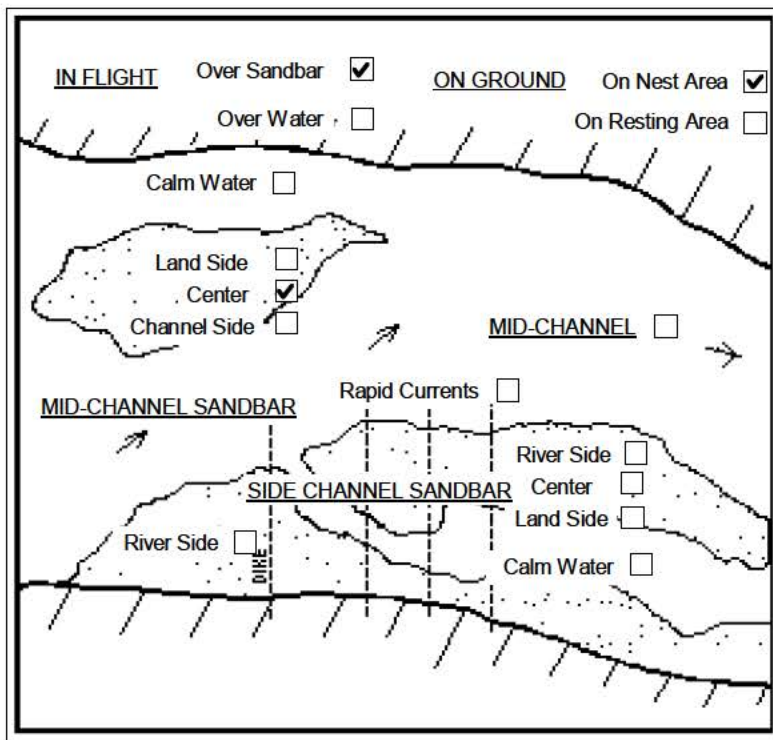 IN FLIGHT Over Sandbar ON GROUND On Nest Area
Over Water On Resting Area
Calm Water
Land Side
Center
Channel Side MID-CHANNEL
Rapid Currents
MID-CHANNEL SANDBAR
River Side
SIDE CHANNEL SANDBAR Center
Land Side
River Side
DIKE
Calm Water